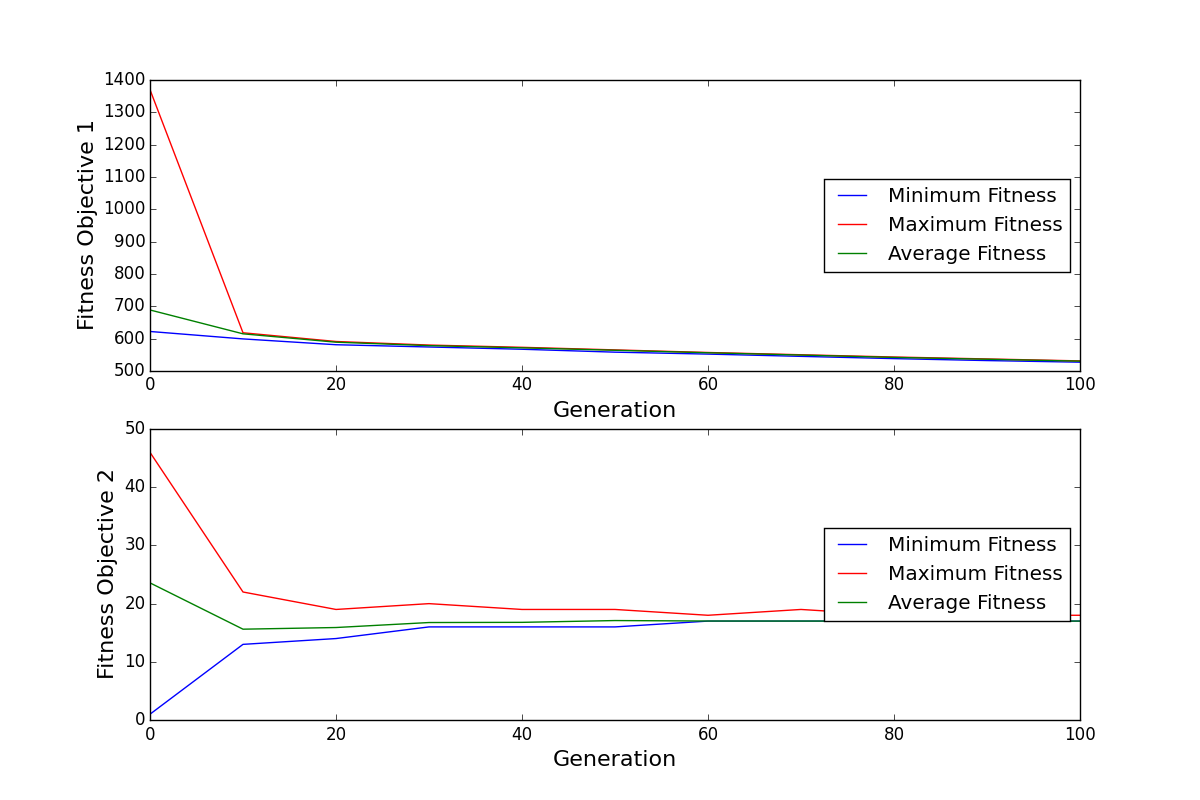 1400
1300
1200
1100
1000
900
800
700
600
500
Fitness Objective 1
Minimum Fitness
Maximum Fitness
Average Fitness
0 20 40 60 80 100
Generation
50
40
30
20
10
0
Fitness Objective 2
Minimum Fitness
Maximum Fitness
Average Fitness
0 20 40 60 80 100
Generation